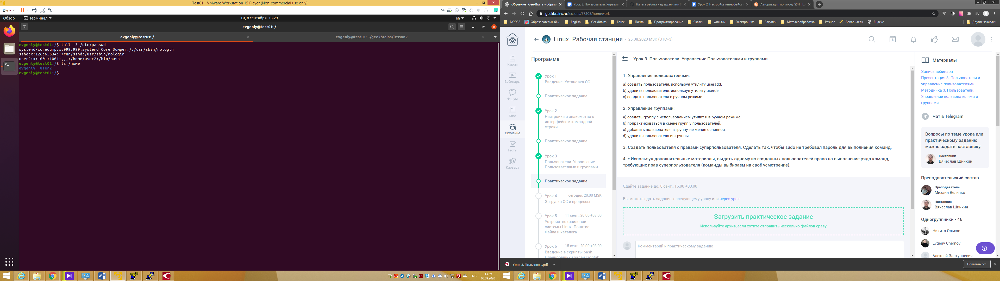 Test01 - VMware Workstation 15 Player (Non-commercial use only)
Player
Обзор
Терминал
Вт, 8 сентября 13:29
en
evgeniy@test01: /
evgeniy@test01: /
evgeniy@test01: ~/geekbrains/lesson2
evgeniy@test01:/$ tail -3 /etc/passwd
systemd-coredump:x:999:999:systemd Core Dumper:/:/usr/sbin/nologin
sshd:x:126:65534::/run/sshd:/usr/sbin/nologin
user2:x:1001:1001:,,,:/home/user2:/bin/bash
evgeniy@test01:/$ ls /home
evgeniy user2
evgeniy@test01:/$
ENG
13:29
08.09.2020
Обучение | GeekBrains - образо
Урок 3. Пользователи. Управле
Начата работа над заданиями
Урок 2. Настройка интерфейса
Авторизация по ключу SSH | Lo
geekbrains.ru/lessons/77305/homework
NOD32
Образовательный...
English
GeekBrains
Forex
Почта
Программирование
Сказки
Фильмы
Электроника
Закупки
Металлообработка
Разное
Авиабилеты
Яндекс
Другие закладки
Linux. Рабочая станция
25.08.2020 MSK (UTC+3)
8
Курсы
Вебинары
Форум
Блог
Обучение
Тесты
Карьера
Программа
Урок 1
Введение. Установка ОС
Практическое задание
Урок 2
Настройка и знакомство с
интерфейсом командной
строки
Практическое задание
Урок 3
Пользователи. Управление
Пользователями и группами
Практическое задание
Урок 4
сегодня, 20:00 MSK
Загрузка ОС и процессы
Урок 5
11 сент., 20:00 +03:00
Устройство файловой
системы Linux. Понятие
Файла и каталога
Урок 6
15 сент., 20:00 +03:00
Введение в скрипты bash.
Планировщики задач crontab
Урок 3. Пользователи. Управление Пользователями и группами
1. Управление пользователями:
a) создать пользователя, используя утилиту useradd;
b) удалить пользователя, используя утилиту userdel;
c) создать пользователя в ручном режиме.
2. Управление группами:
a) создать группу с использованием утилит и в ручном режиме;
b) попрактиковаться в смене групп у пользователей;
c) добавить пользователя в группу, не меняя основной;
d) удалить пользователя из группы.
3. Создать пользователя с правами суперпользователя. Сделать так, чтобы sudo не требовал пароль для выполнения команд.
4. * Используя дополнительные материалы, выдать одному из созданных пользователей право на выполнение ряда команд,
требующих прав суперпользователя (команды выбираем на своё усмотрение).
Сдайте задание до: 8 сент., 16:00 +03:00
Вы можете сдать задание к следующему уроку или через урок.
Загрузить практическое задание
Используйте архив, если хотите отправить несколько файлов сразу
Комментарий к практическому заданию
Материалы
Запись вебинара
Презентация 3. Пользователи и
управление пользователями
Методичка 3. Пользователи.
Управление пользователями и
группами
Чат в Telegram
Вопросы по теме урока или
практическому заданию
можно задать наставнику:
Наставник
Вячеслав Шинкин
Преподавательский состав
Преподаватель
Михаил Величко
Наставник
Вячеслав Шинкин
Одногруппники • 46
Никита Ольхов
Evgeny Chernov
Алексей Заступневич
Урок 3. Пользова....pdf
Показать все